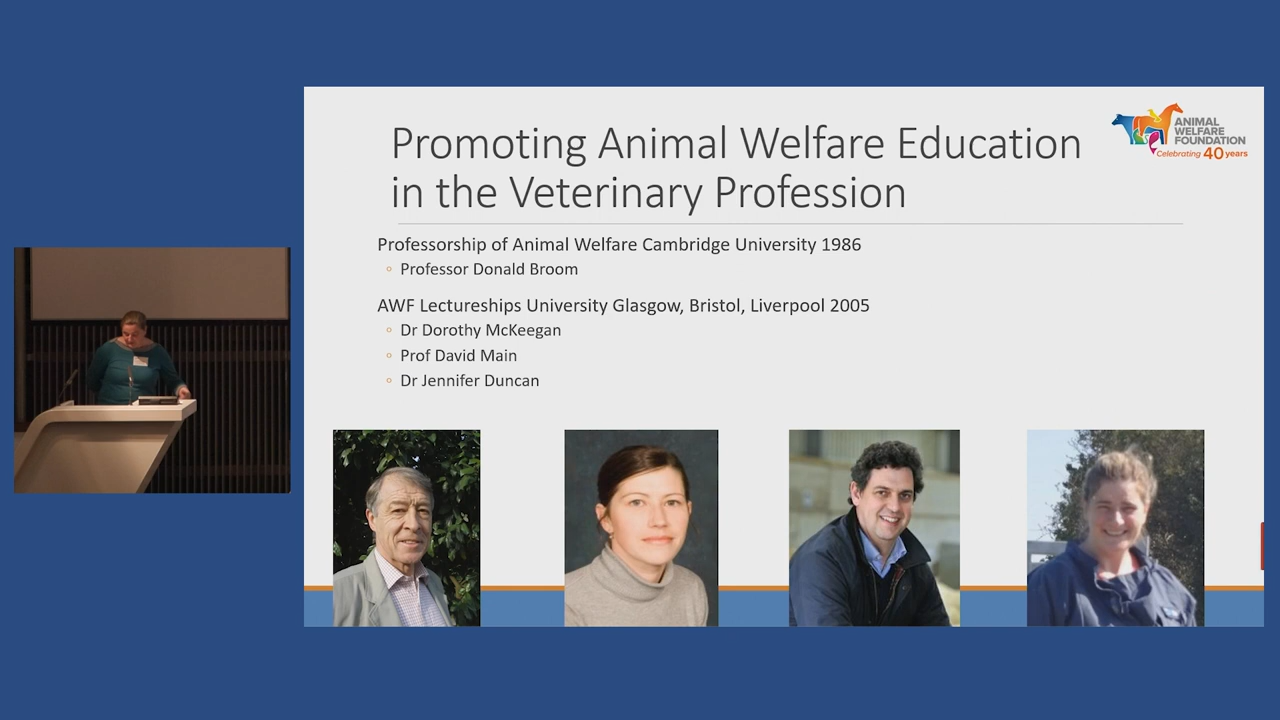 Promoting Animal Welfare Education
in the Veterinary Profession
ANIMAL
WELFARE
FOUNDATION
Celebrating 40 years
Professorship of Animal Welfare Cambridge University 1986
Professor Donald Broom
AWF Lectureships University Glasgow, Bristol, Liverpool 2005
Dr Dorothy McKeegan
Prof David Main
Dr Jennifer Duncan